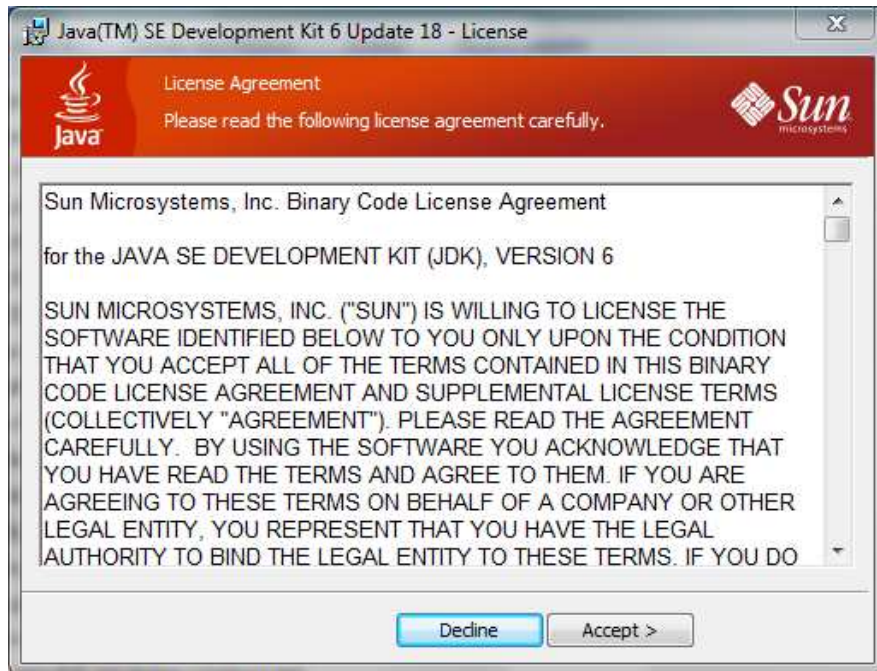 Java(TM) SE Development Kit 6 Update 18 - License
License Agreement
Please read the following license agreement carefully.
Java
Sun
microsystems
Sun Microsystems, Inc. Binary Code License Agreement
for the JAVA SE DEVELOPMENT KIT (JDK), VERSION 6
SUN MICROSYSTEMS, INC. ("SUN") IS WILLING TO LICENSE THE
SOFTWARE IDENTIFIED BELOW TO YOU ONLY UPON THE CONDITION
THAT YOU ACCEPT ALL OF THE TERMS CONTAINED IN THIS BINARY
CODE LICENSE AGREEMENT AND SUPPLEMENTAL LICENSE TERMS
(COLLECTIVELY "AGREEMENT"). PLEASE READ THE AGREEMENT
CAREFULLY.  BY USING THE SOFTWARE YOU ACKNOWLEDGE THAT
YOU HAVE READ THE TERMS AND AGREE TO THEM. IF YOU ARE
AGREEING TO THESE TERMS ON BEHALF OF A COMPANY OR OTHER
LEGAL ENTITY, YOU REPRESENT THAT YOU HAVE THE LEGAL
AUTHORITY TO BIND THE LEGAL ENTITY TO THESE TERMS. IF YOU DO
Decline
Accept >